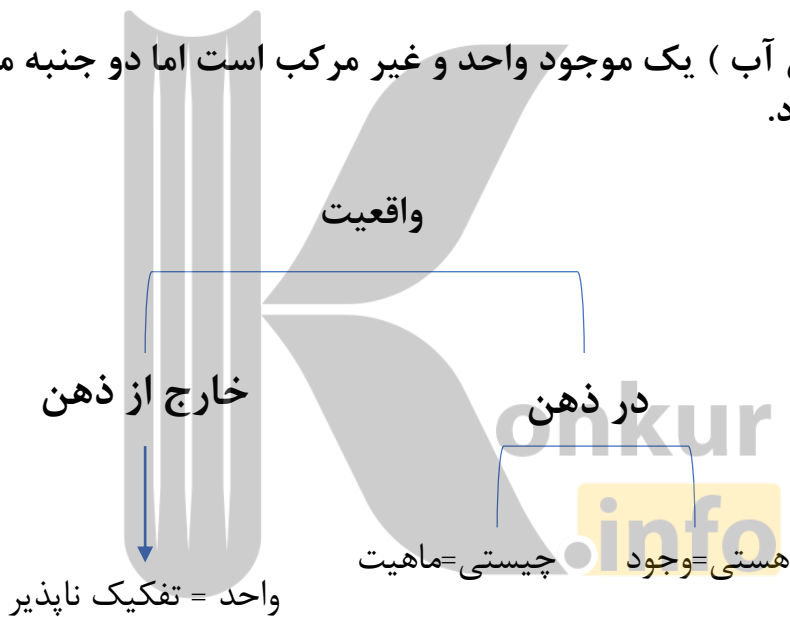 آب ) یک موجود واحد و غیر مرکب است اما دو جنبه
د.
واقعیت
در ذهن
خارج از ذهن
هستی=وجود
چیستی=ماهیت
واحد = تفکیک ناپذیر
onkur
.info